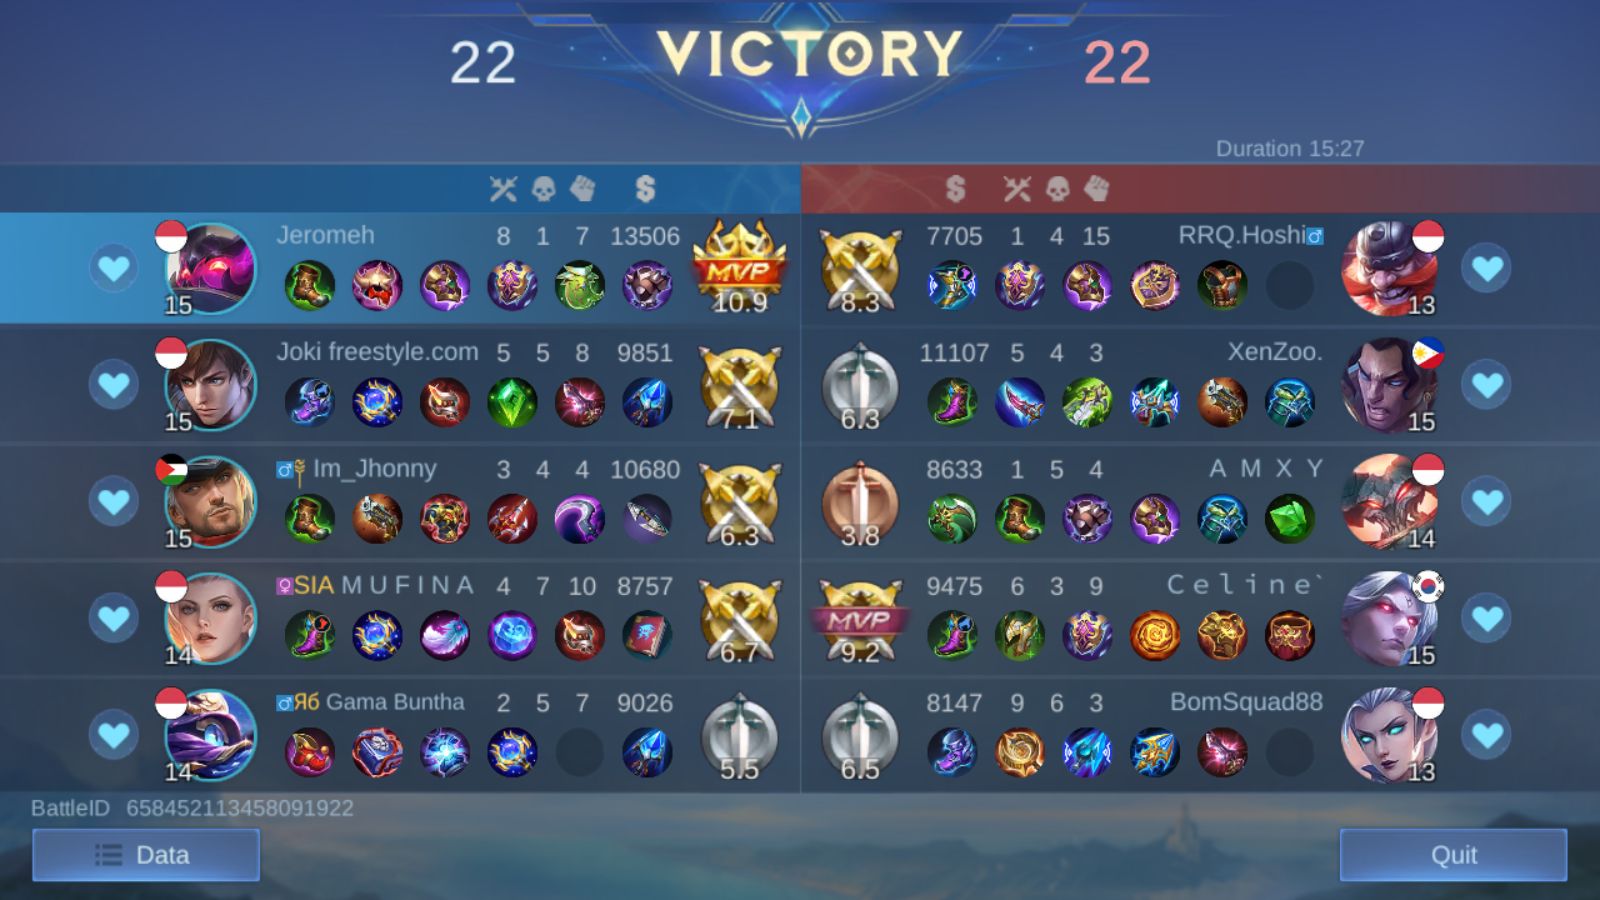 22 VICTORY 22
Duration 15:27
Jeromeh 8 1 7 13506 MVP 10.9 15
8.3 7705 1 4 15 RRQ.Hoshi 13
Joki freestyle.com 5 5 8 9851 7.1 15
6.3 11107 5 4 3 XenZoo. 15
Im_Jhonny 3 4 4 10680 6.3 15
3.8 8633 1 5 4 A M X Y 14
SIA M U F I N A 4 7 10 8757 6.7 14
MVP 9.2 9475 6 3 9 C e l i n e` 15
Яб Gama Buntha 2 5 7 9026 5.5 14
6.5 8147 9 6 3 BomSquad88 13
BattleID 658452113458091922
Data Quit